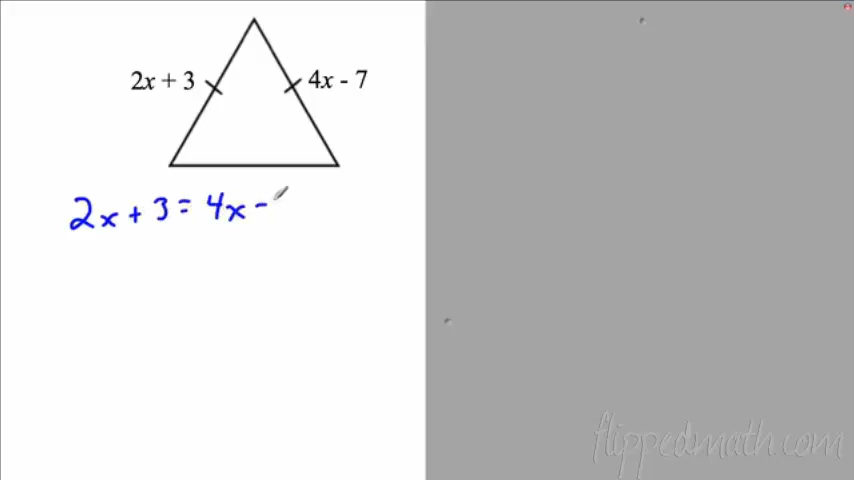 2x + 3 4x - 7
2x + 3 = 4x -
flippedmath.com